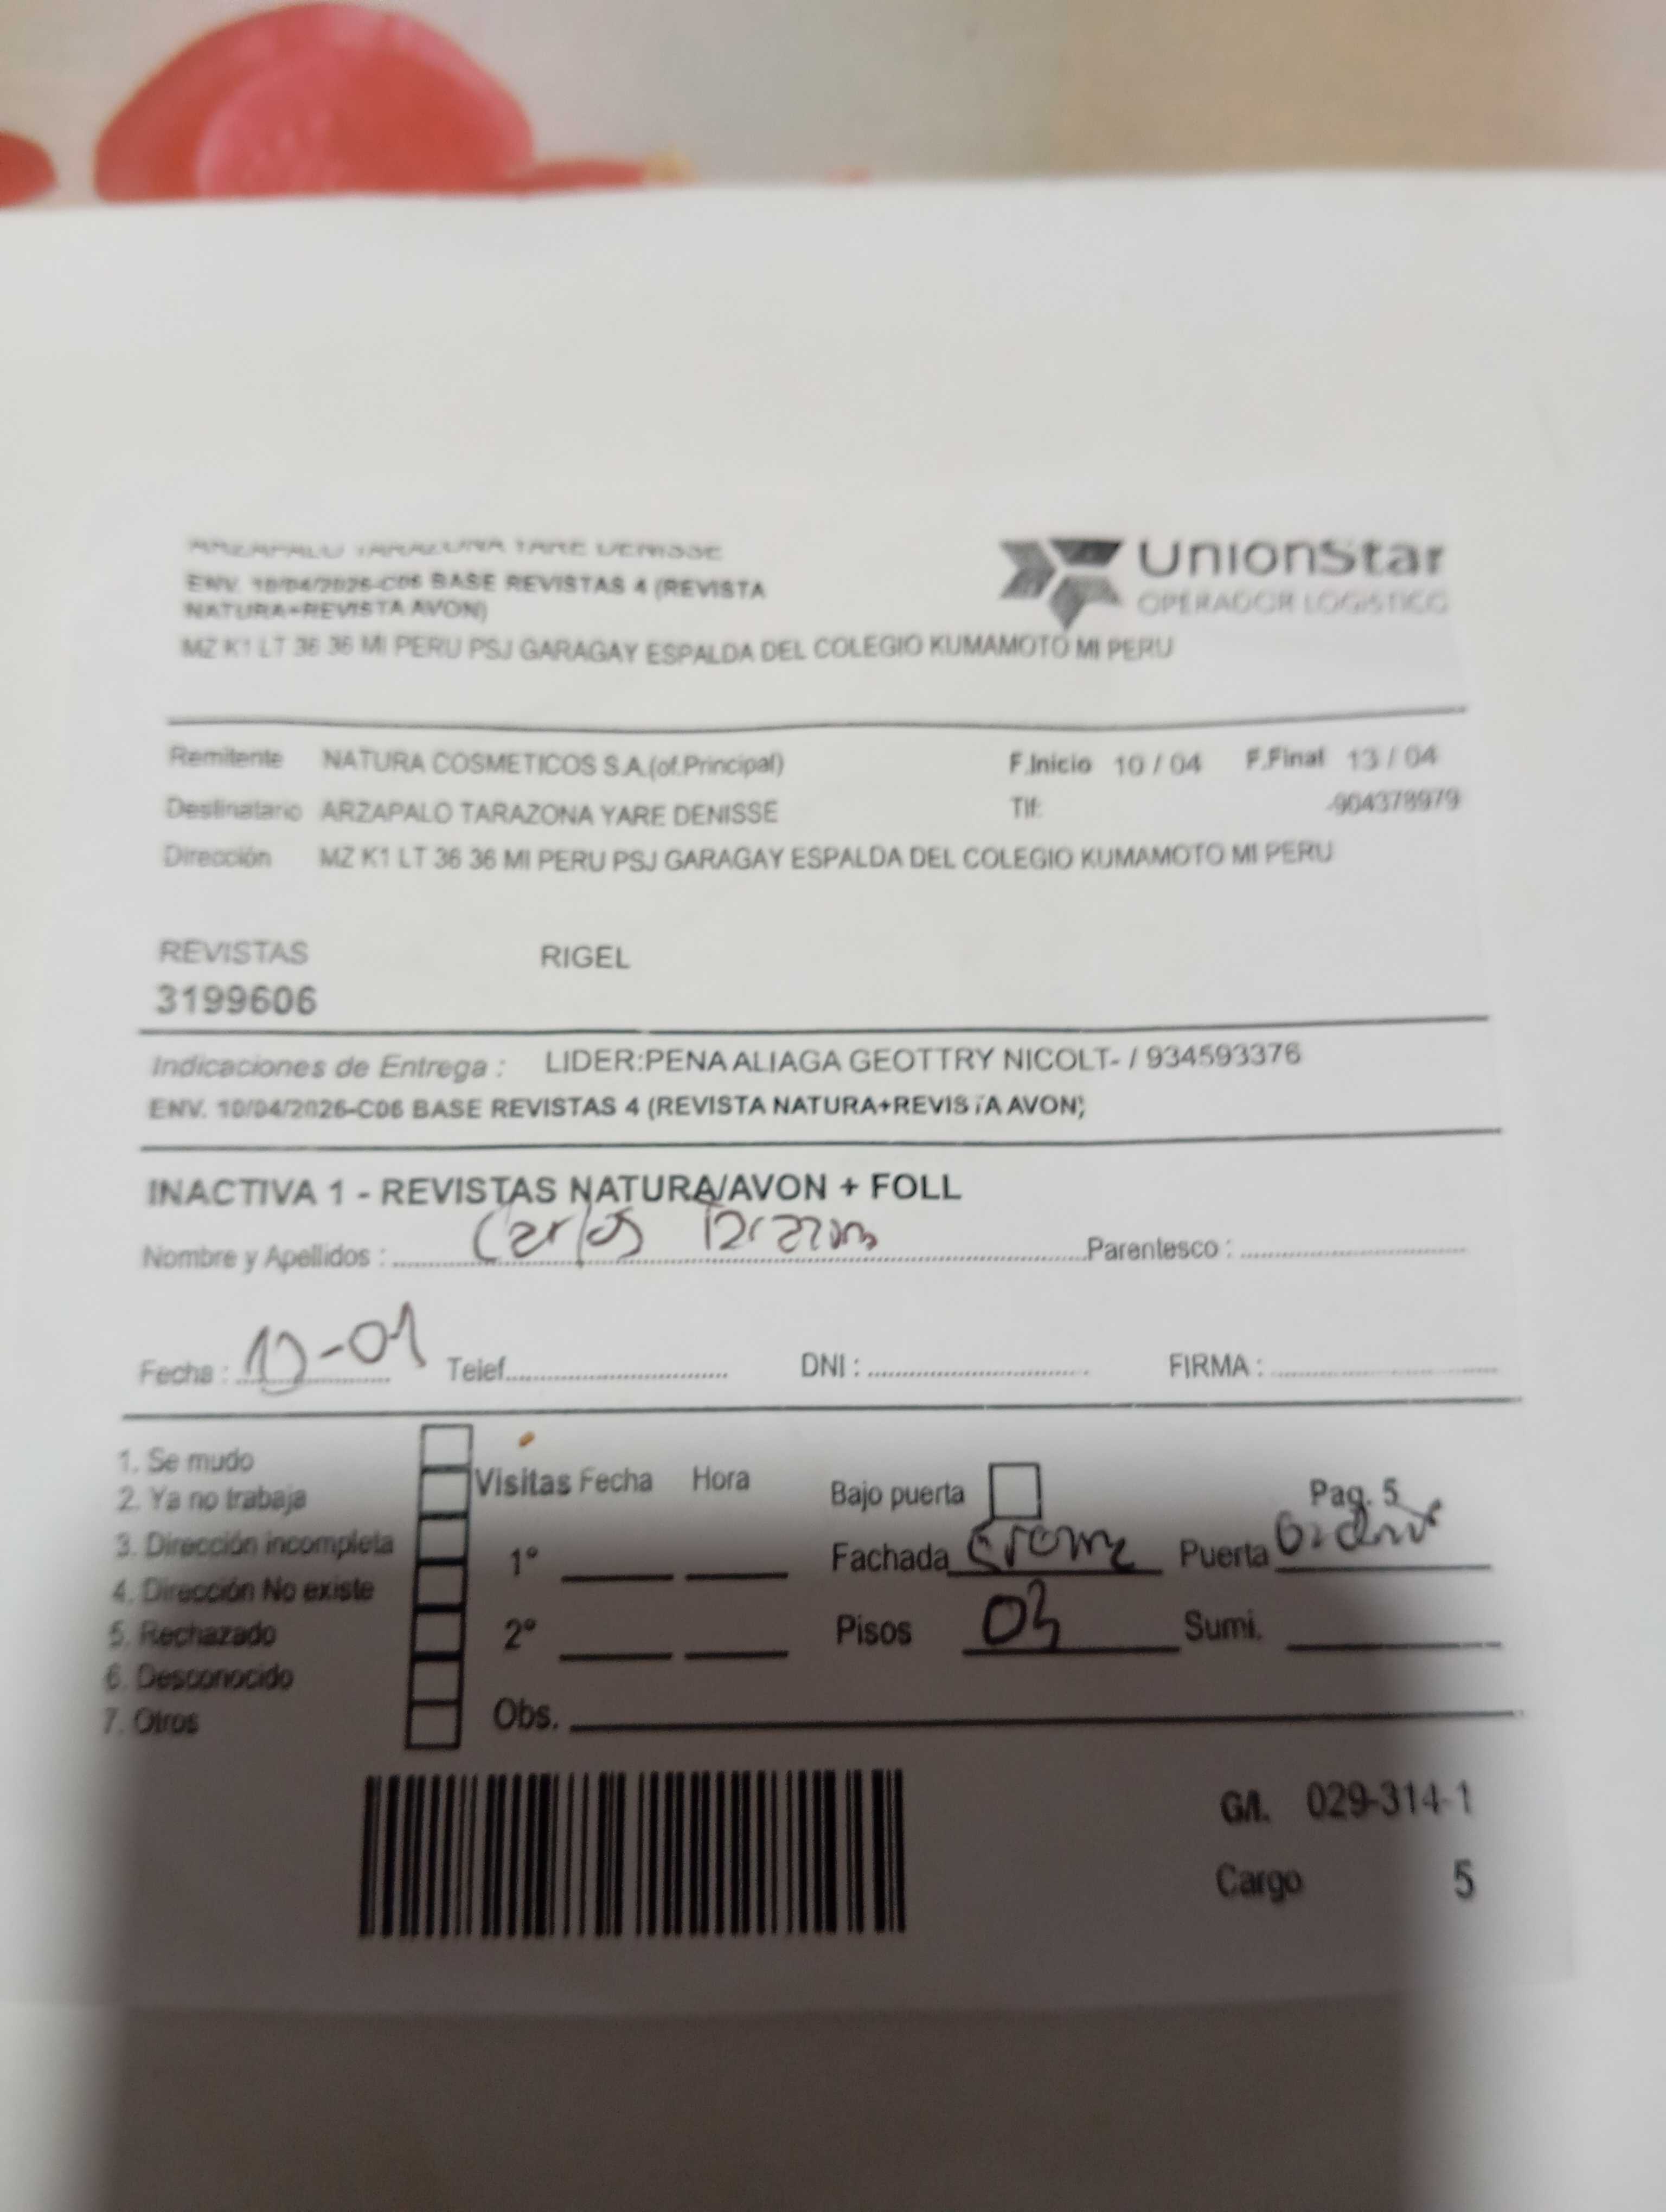 ARZAPALO TARAZONA YARE DENISSE
ENV. 10/04/2026-C06 BASE REVISTAS 4 (REVISTA
NATURA+REVISTA AVON)
MZ K1 LT 36 36 MI PERU PSJ GARAGAY ESPALDA DEL COLEGIO KUMAMOTO MI PERU
UnionStar
OPERADOR LOGISTICO
Remitente NATURA COSMETICOS S.A.(of.Principal) F.Inicio 10 / 04 F.Final 13 / 04
Destinatario ARZAPALO TARAZONA YARE DENISSE Tlf: -904378979
Dirección MZ K1 LT 36 36 MI PERU PSJ GARAGAY ESPALDA DEL COLEGIO KUMAMOTO MI PERU
REVISTAS RIGEL
3199606
Indicaciones de Entrega : LIDER:PENA ALIAGA GEOTTRY NICOLT- / 934593376
ENV. 10/04/2026-C06 BASE REVISTAS 4 (REVISTA NATURA+REVISTA AVON)
INACTIVA 1 - REVISTAS NATURA/AVON + FOLL
Nombre y Apellidos : Carlos Tarazona Parentesco :
Fecha : Telef. DNI : FIRMA :
1. Se mudo
2. Ya no trabaja
3. Dirección incompleta
4. Dirección No existe
5. Rechazado
6. Desconocido
7. Otros
Visitas Fecha Hora
1°
2°
Obs.
Bajo puerta Pag. 5
Fachada Puerta
Pisos 03 Sumi.
G/I. 029-314-1
Cargo 5